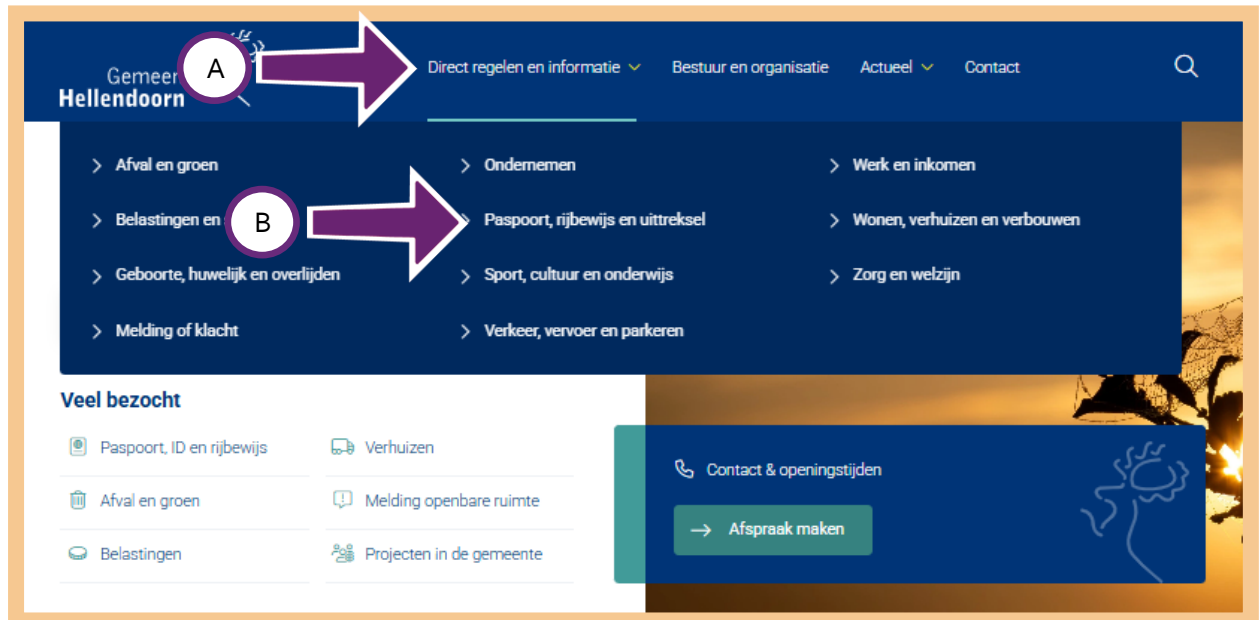 A
Gemeer
Hellendoorn
Direct regelen en informatie
Bestuur en organisatie
Actueel
Contact
Afval en groen
Ondernemen
Werk en inkomen
Belastingen en
B
Paspoort, rijbewijs en uittreksel
Wonen, verhuizen en verbouwen
Geboorte, huwelijk en overlijden
Sport, cultuur en onderwijs
Zorg en welzijn
Melding of klacht
Verkeer, vervoer en parkeren
Veel bezocht
Paspoort, ID en rijbewijs
Verhuizen
Afval en groen
Melding openbare ruimte
Belastingen
Projecten in de gemeente
Contact & openingstijden
Afspraak maken